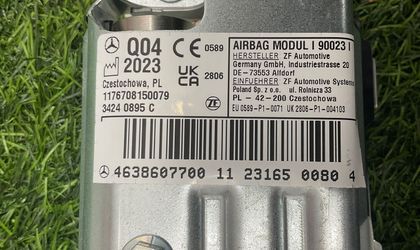 Q04
2023
Czestochowa, PL
1176708150079
3424 0895 C
CE 0589
UK CA 2806
ZF
AIRBAG MODUL I 90023 I
HERSTELLER ZF Automotive
Germany GmbH, Industriestrasse 20
DE-73553 Alfdorf
EINFUEHRER ZF Automotive Systems
Poland Sp. z o.o. ul. Rolnicza 33
PL - 42-200 Czestochowa
EU 0589-P1-0071 UK 2806-P1-004103
4638607700 11 23165 0080 4